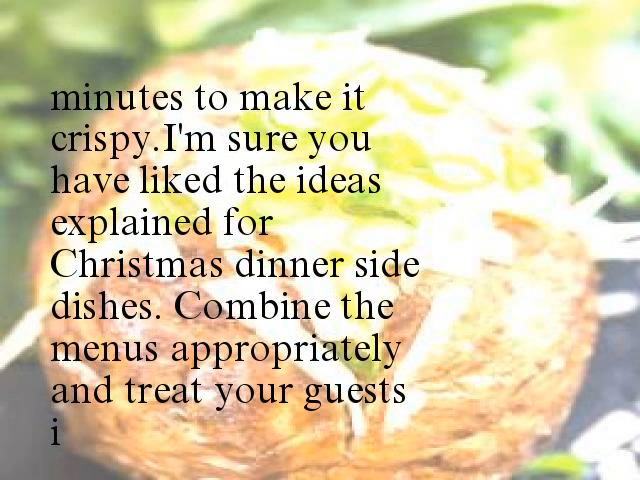 minutes to make it
crispy.I'm sure you
have liked the ideas
explained for
Christmas dinner side
dishes. Combine the
menus appropriately
and treat your guests
i